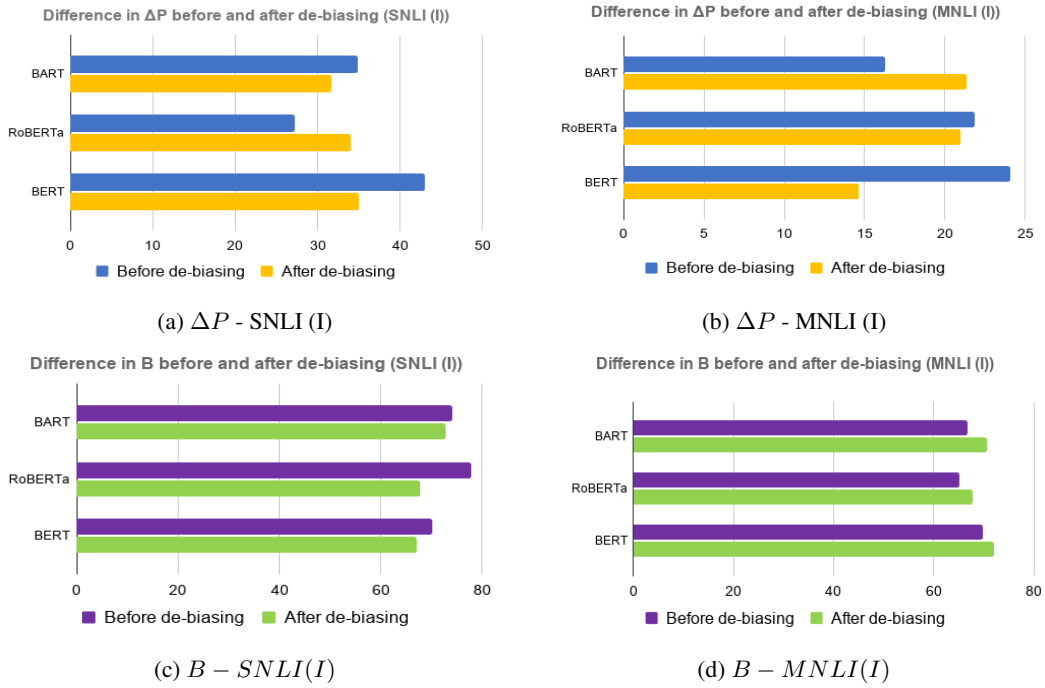 Difference in ΔP before and after de-biasing (SNLI (I))
BART
RoBERTa
BERT
0 10 20 30 40 50
Before de-biasing After de-biasing
(a) ΔP - SNLI (I)
Difference in ΔP before and after de-biasing (MNLI (I))
BART
RoBERTa
BERT
0 5 10 15 20 25
Before de-biasing After de-biasing
(b) ΔP - MNLI (I)
Difference in B before and after de-biasing (SNLI (I))
BART
RoBERTa
BERT
0 20 40 60 80
Before de-biasing After de-biasing
(c) B − SNLI(I)
Difference in B before and after de-biasing (MNLI (I))
BART
RoBERTa
BERT
0 20 40 60 80
Before de-biasing After de-biasing
(d) B − MNLI(I)